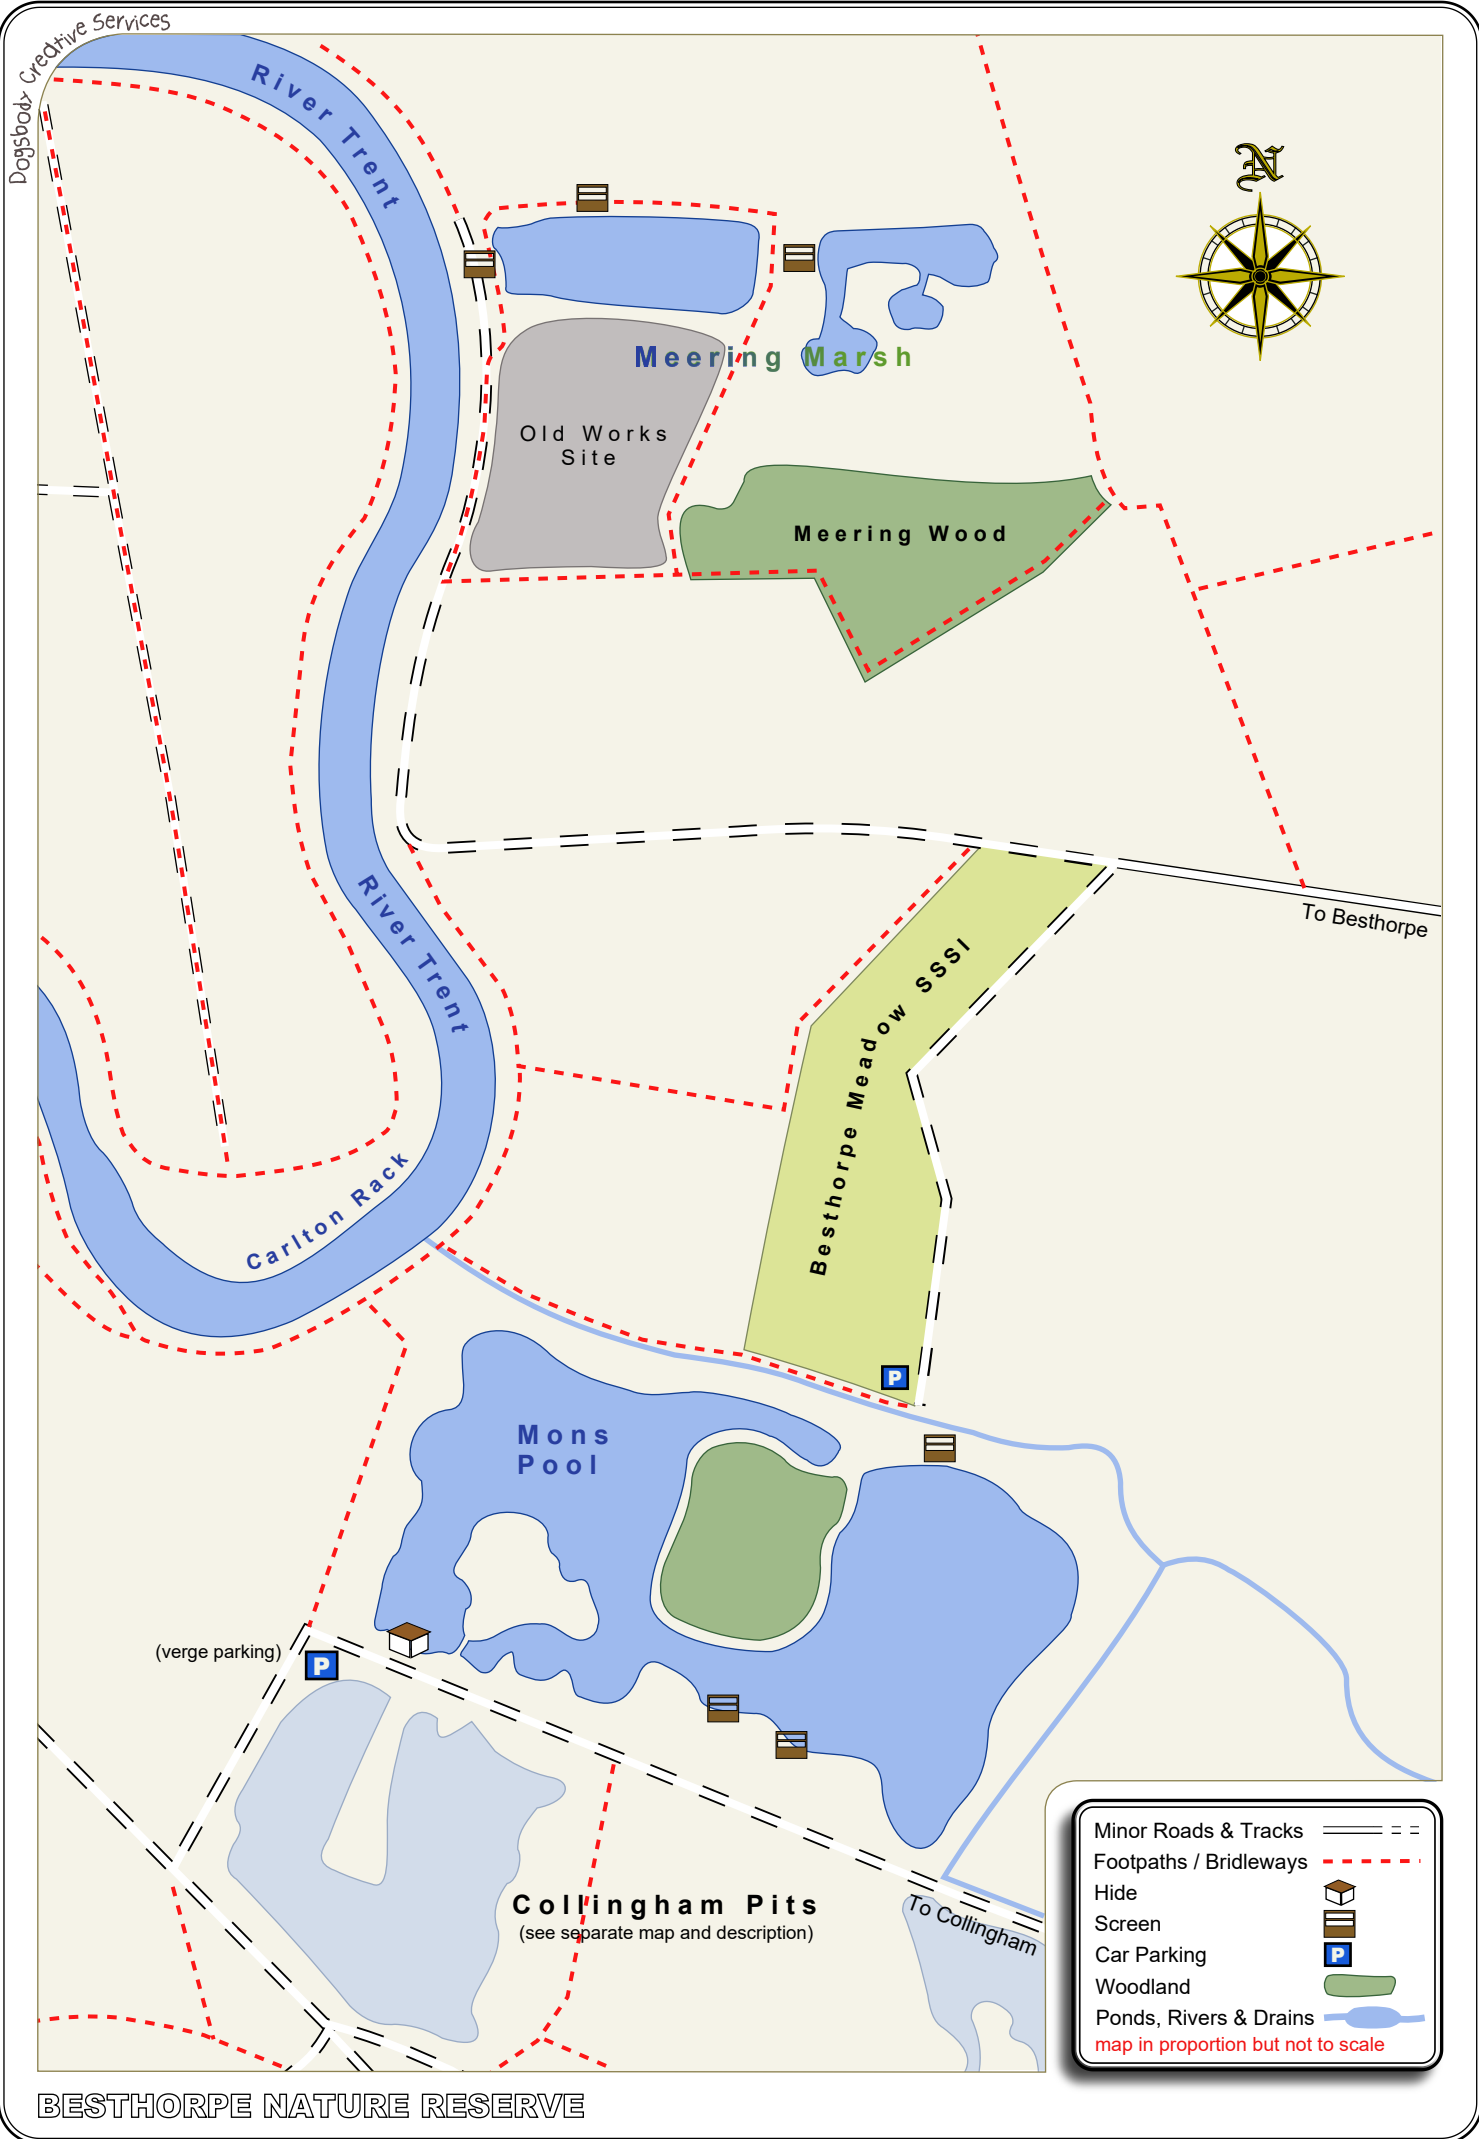 Dogsbody Creative Services
River Trent
N
Meering Marsh
Old Works
Site
Meering Wood
River Trent
To Besthorpe
Besthorpe Meadow SSSI
Carlton Rack
P
Mons
Pool
(verge parking)
P
Collingham Pits
(see separate map and description)
To Collingham
Minor Roads & Tracks
Footpaths / Bridleways
Hide
Screen
Car Parking P
Woodland
Ponds, Rivers & Drains
map in proportion but not to scale
BESTHORPE NATURE RESERVE